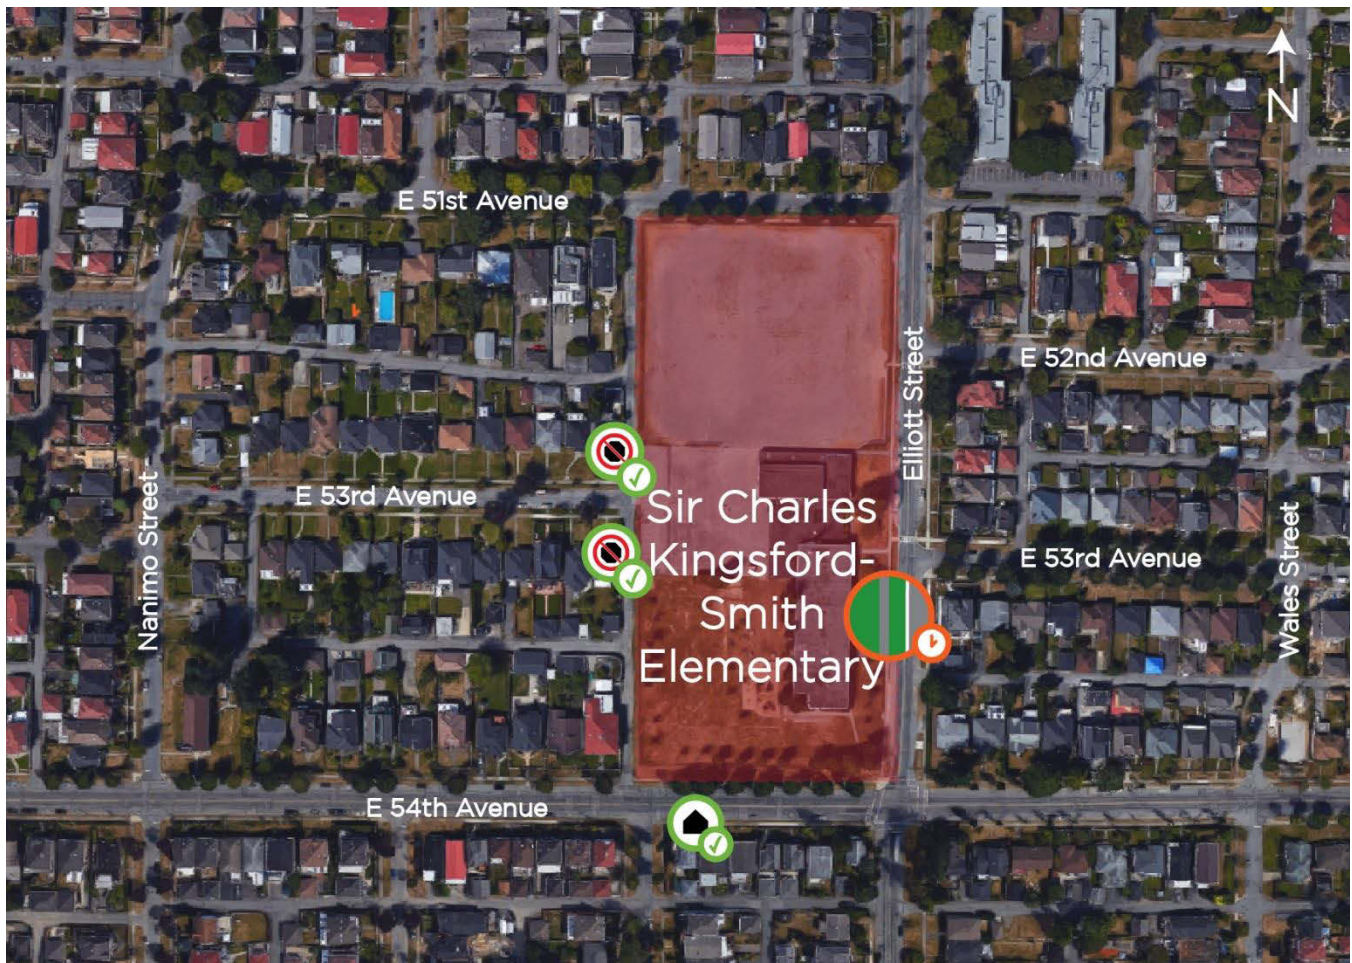 N
E 51st Avenue
E 52nd Avenue
Elliott Street
E 53rd Avenue
Nanimo Street
Sir Charles
Kingsford-
Smith
Elementary
E 53rd Avenue
Wales Street
E 54th Avenue